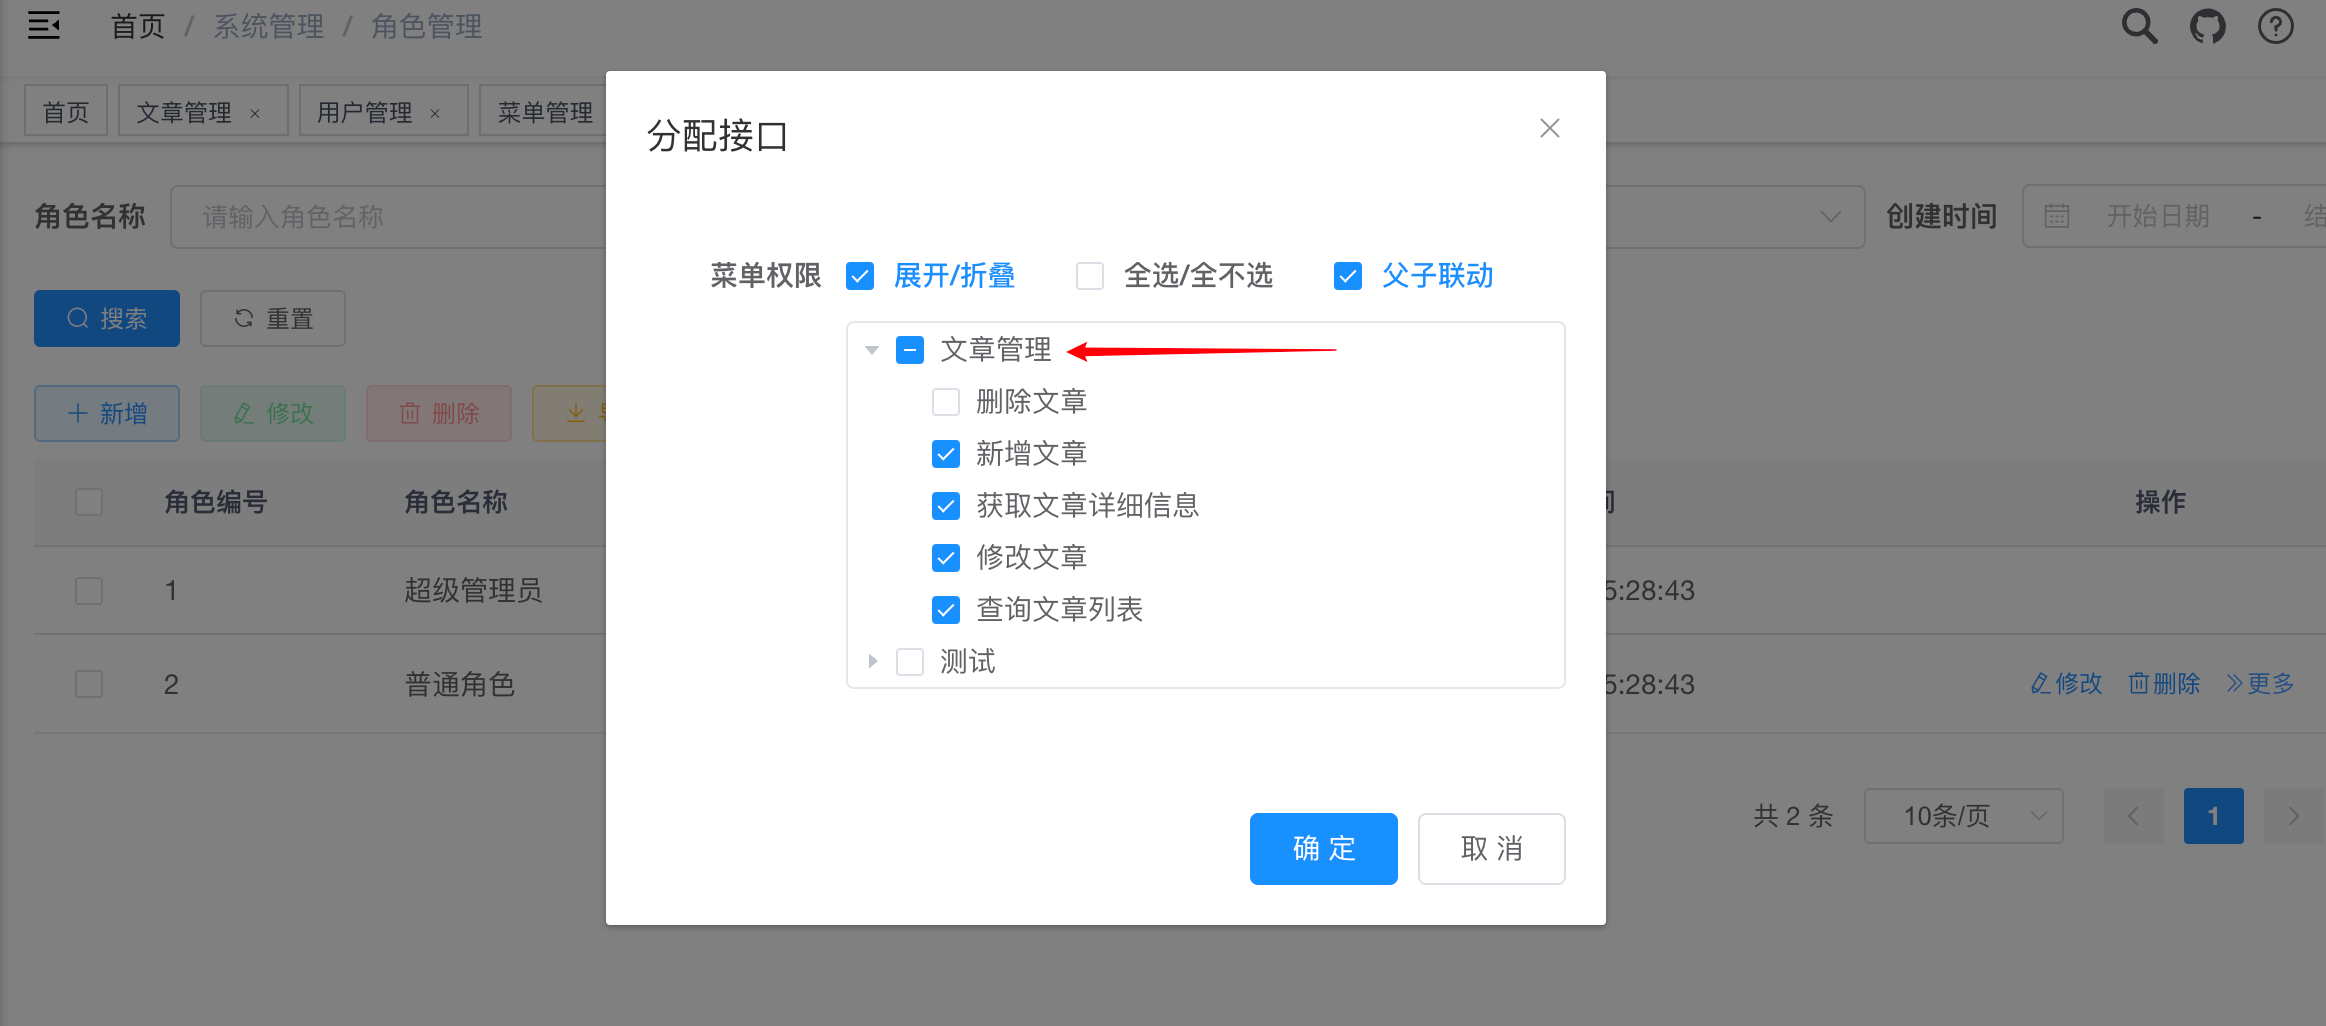 首页 / 系统管理 / 角色管理
首页 文章管理 × 用户管理 × 菜单管理
分配接口
角色名称 请输入角色名称 创建时间 开始日期 -
菜单权限 展开/折叠 全选/全不选 父子联动
搜索 重置
文章管理
删除文章
新增 修改 删除
新增文章
角色编号 角色名称 操作
获取文章详细信息
修改文章
1 超级管理员 5:28:43
查询文章列表
测试
2 普通角色 5:28:43 修改 删除 更多
共 2 条 10条/页 1
确 定 取 消